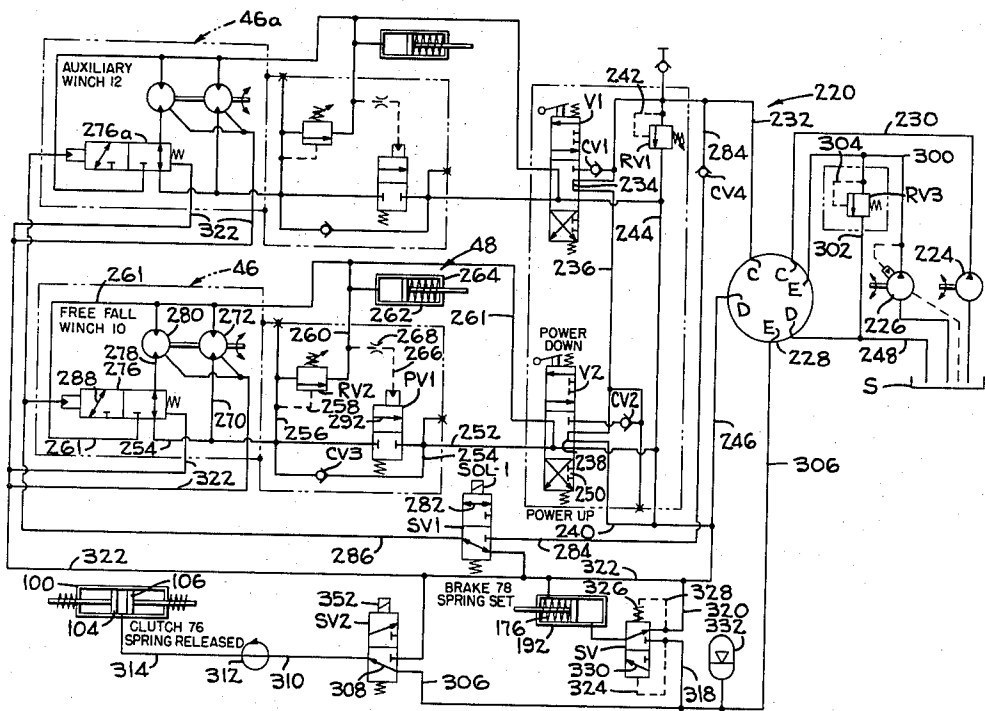 46a
AUXILIARY
WINCH 12
276a
322
V1
CV1
234
242
RV1
244
236
232
284
CV4
220
230
304
300
RV3
302
224
226
248
S
C
C
E
D
D
E
228
48
264
262
261
46
261
FREE FALL
WINCH 10
280
272
278
276
288
261
254
270
260
268
266
RV2
PV1
258
292
256
252
254
CV3
322
POWER
DOWN
V2
CV2
238
250
POWER UP
240
246
306
SOL-1
282
SV1
286
284
322
BRAKE 78
SPRING SET
322
326
328
320
332
100
106
104
CLUTCH 76
SPRING RELEASED
352
SV2
176
192
SV
330
324
318
314
312
310
308
306